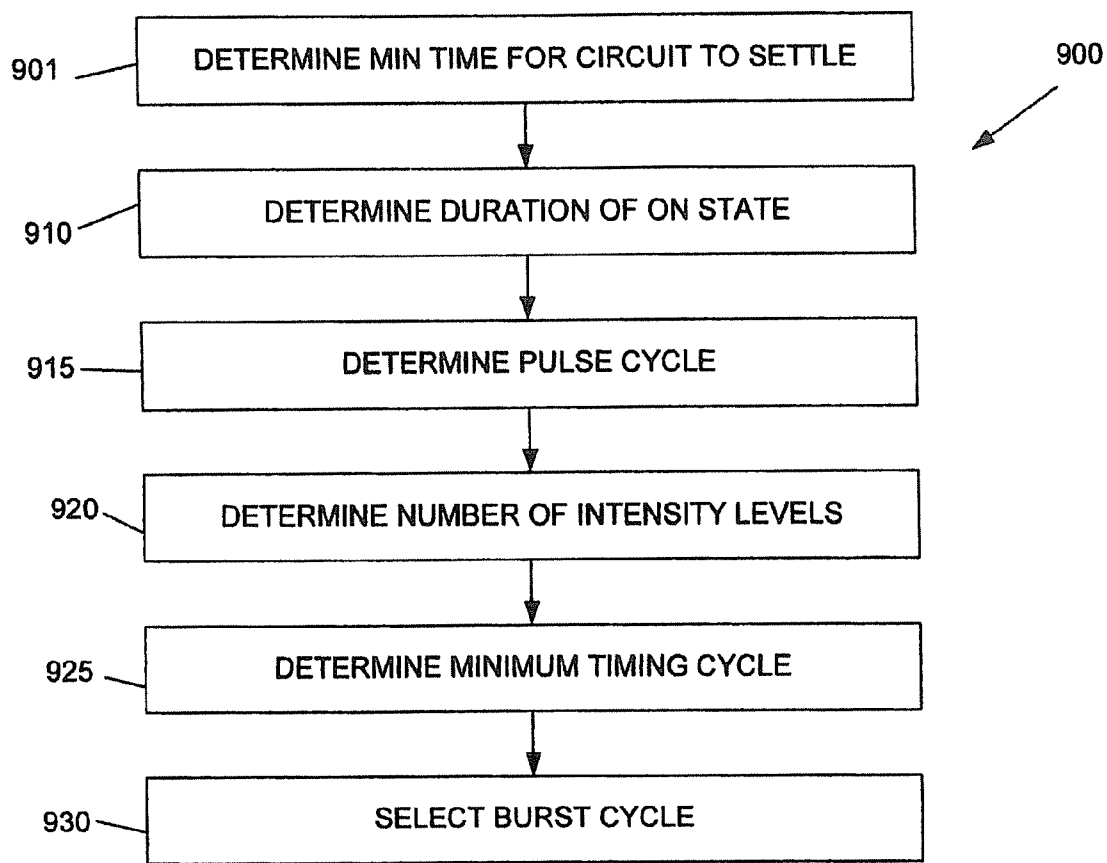 DETERMINE MIN TIME FOR CIRCUIT TO SETTLE
901
900
DETERMINE DURATION OF ON STATE
910
DETERMINE PULSE CYCLE
915
DETERMINE NUMBER OF INTENSITY LEVELS
920
DETERMINE MINIMUM TIMING CYCLE
925
SELECT BURST CYCLE
930